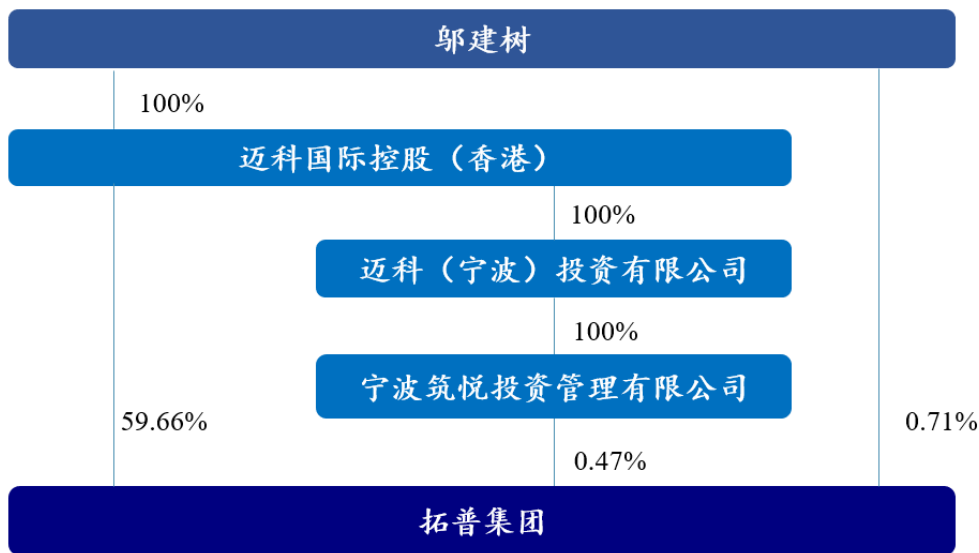 邬建树
100%
迈科国际控股（香港）
100%
迈科（宁波）投资有限公司
100%
宁波筑悦投资管理有限公司
59.66%
0.71%
0.47%
拓普集团